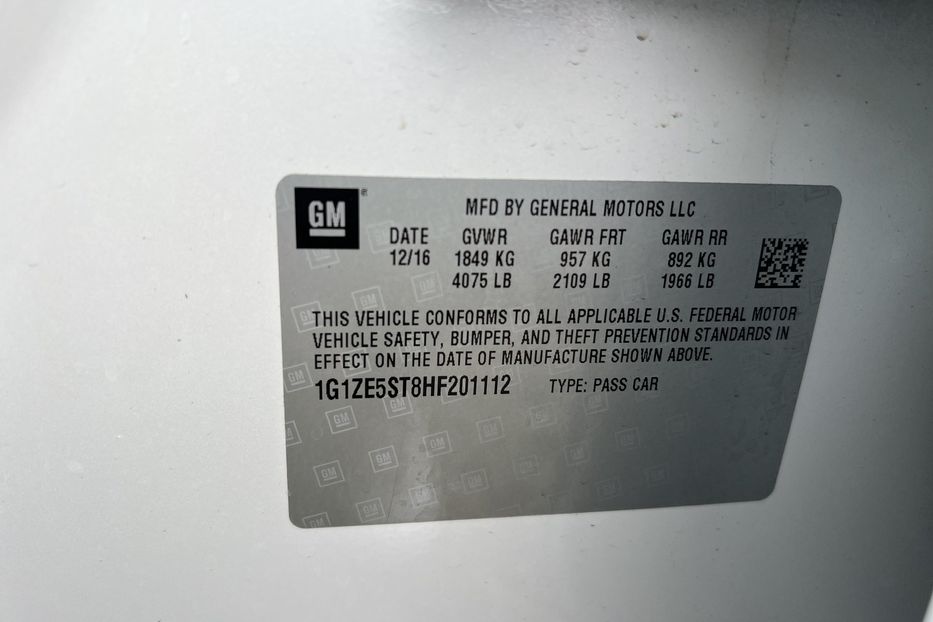 GM ®
MFD BY GENERAL MOTORS LLC
DATE GVWR GAWR FRT GAWR RR
12/16 1849 KG 957 KG 892 KG
4075 LB 2109 LB 1966 LB
THIS VEHICLE CONFORMS TO ALL APPLICABLE U.S. FEDERAL MOTOR
VEHICLE SAFETY, BUMPER, AND THEFT PREVENTION STANDARDS IN
EFFECT ON THE DATE OF MANUFACTURE SHOWN ABOVE.
1G1ZE5ST8HF201112 TYPE: PASS CAR